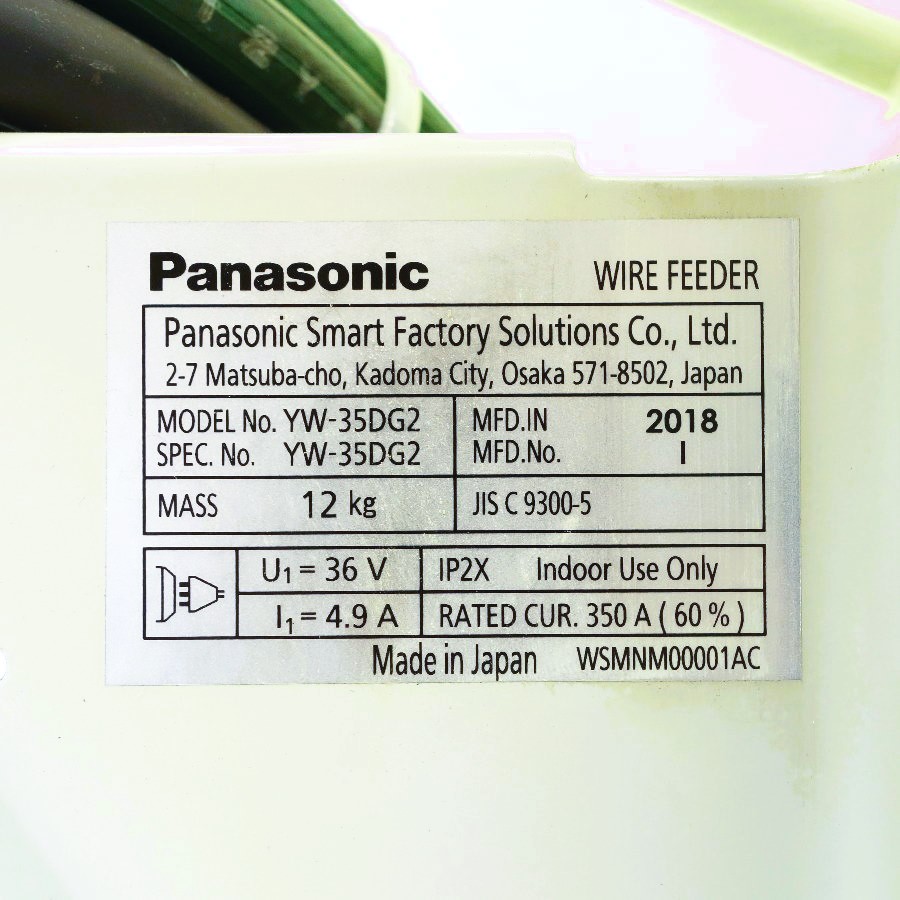 Panasonic WIRE FEEDER
Panasonic Smart Factory Solutions Co., Ltd.
2-7 Matsuba-cho, Kadoma City, Osaka 571-8502, Japan
MODEL No. YW-35DG2 MFD.IN 2018
SPEC. No. YW-35DG2 MFD.No. I
MASS 12 kg JIS C 9300-5
U1 = 36 V IP2X Indoor Use Only
I1 = 4.9 A RATED CUR. 350 A ( 60 % )
Made in Japan WSMNM00001AC